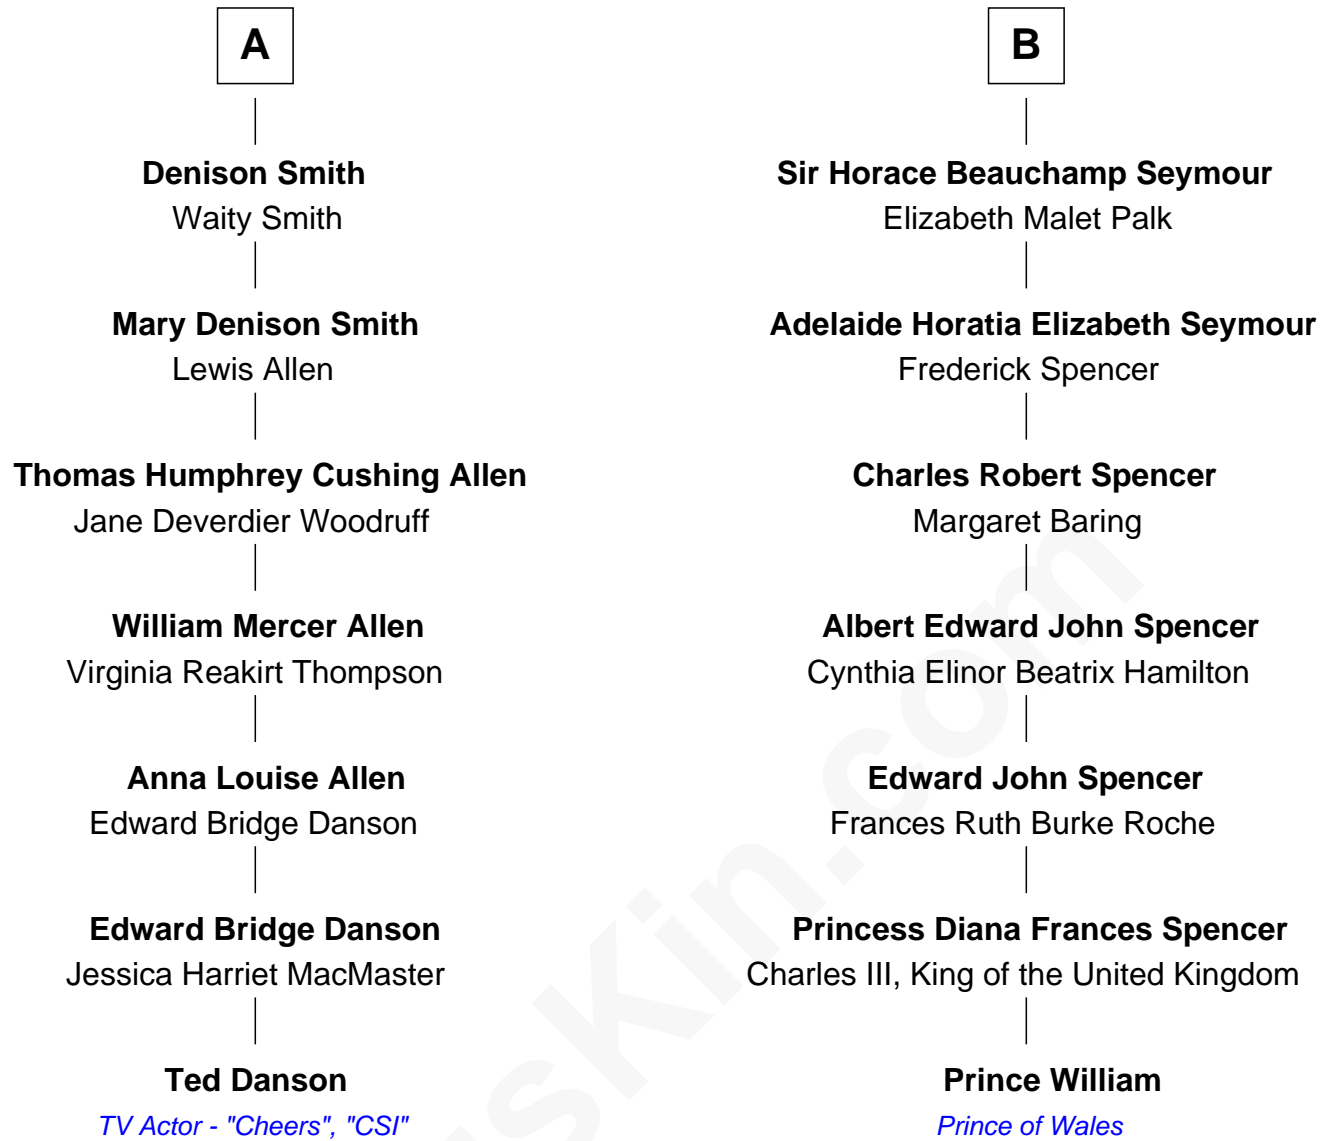 A
B
Denison Smith
Waity Smith
Sir Horace Beauchamp Seymour
Elizabeth Malet Palk
Mary Denison Smith
Lewis Allen
Adelaide Horatia Elizabeth Seymour
Frederick Spencer
Thomas Humphrey Cushing Allen
Jane Deverdier Woodruff
Charles Robert Spencer
Margaret Baring
William Mercer Allen
Virginia Reakirt Thompson
Albert Edward John Spencer
Cynthia Elinor Beatrix Hamilton
Anna Louise Allen
Edward Bridge Danson
Edward John Spencer
Frances Ruth Burke Roche
Edward Bridge Danson
Jessica Harriet MacMaster
Princess Diana Frances Spencer
Charles III, King of the United Kingdom
Ted Danson
TV Actor - "Cheers", "CSI"
Prince William
Prince of Wales